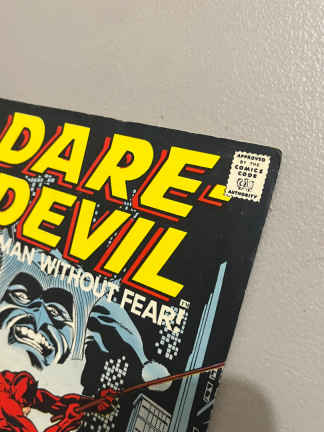 DARE-
DEVIL
MAN WITHOUT FEAR!
APPROVED
BY THE
COMICS
CODE
AUTHORITY